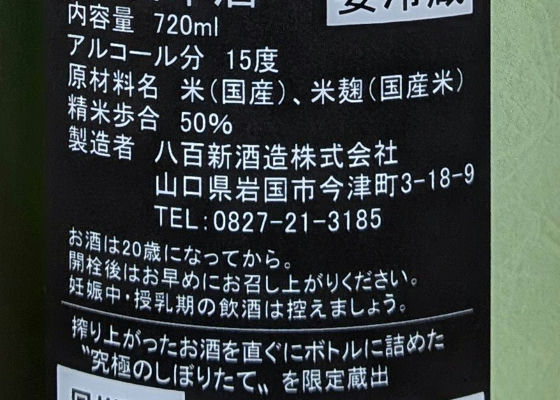 要冷蔵
内容量 720ml
アルコール分 15度
原材料名 米(国産)、米麹(国産米)
精米歩合 50%
製造者 八百新酒造株式会社
山口県岩国市今津町3-18-9
TEL:0827-21-3185
お酒は20歳になってから。
開栓後はお早めにお召し上がりください。
妊娠中・授乳期の飲酒は控えましょう。
搾り上がったお酒を直ぐにボトルに詰めた
〝究極のしぼりたて〟を限定蔵出